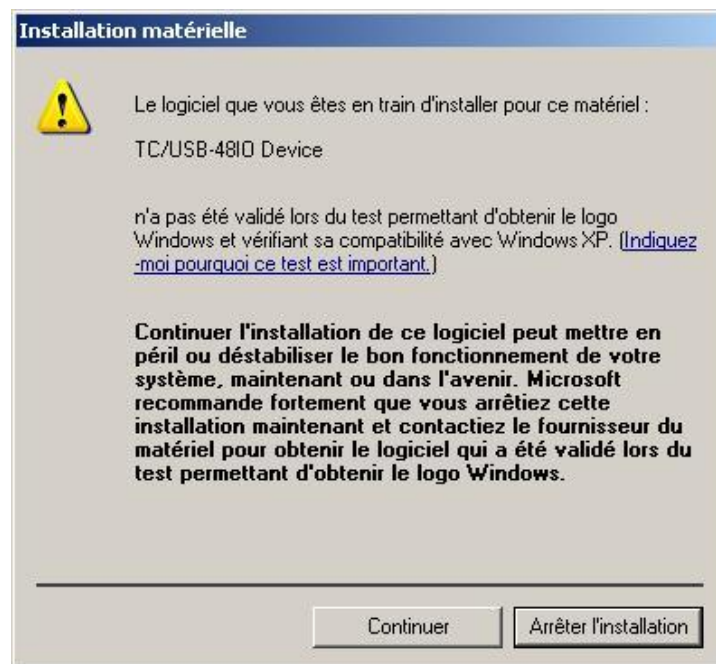 Installation matérielle
Le logiciel que vous êtes en train d'installer pour ce matériel :
TC/USB-48IO Device
n'a pas été validé lors du test permettant d'obtenir le logo
Windows et vérifiant sa compatibilité avec Windows XP. (Indiquez
-moi pourquoi ce test est important.)
Continuer l'installation de ce logiciel peut mettre en
péril ou déstabiliser le bon fonctionnement de votre
système, maintenant ou dans l'avenir. Microsoft
recommande fortement que vous arrêtiez cette
installation maintenant et contactiez le fournisseur du
matériel pour obtenir le logiciel qui a été validé lors du
test permettant d'obtenir le logo Windows.
Continuer
Arrêter l'installation